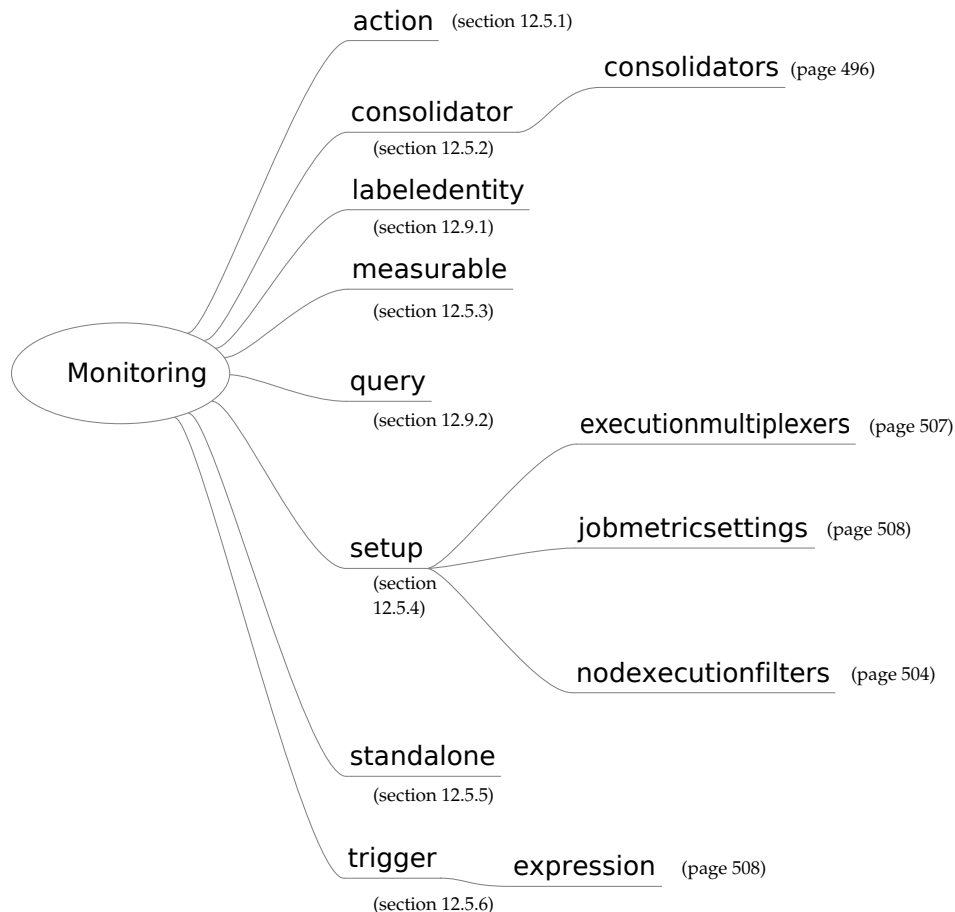 action (section 12.5.1)
consolidators (page 496)
consolidator
(section 12.5.2)
labeledentity
(section 12.9.1)
measurable
(section 12.5.3)
Monitoring
query
(section 12.9.2)
executionmultiplexers (page 507)
jobmetricsettings (page 508)
setup
(section
12.5.4)
nodexecutionfilters (page 504)
standalone
(section 12.5.5)
trigger
expression (page 508)
(section 12.5.6)